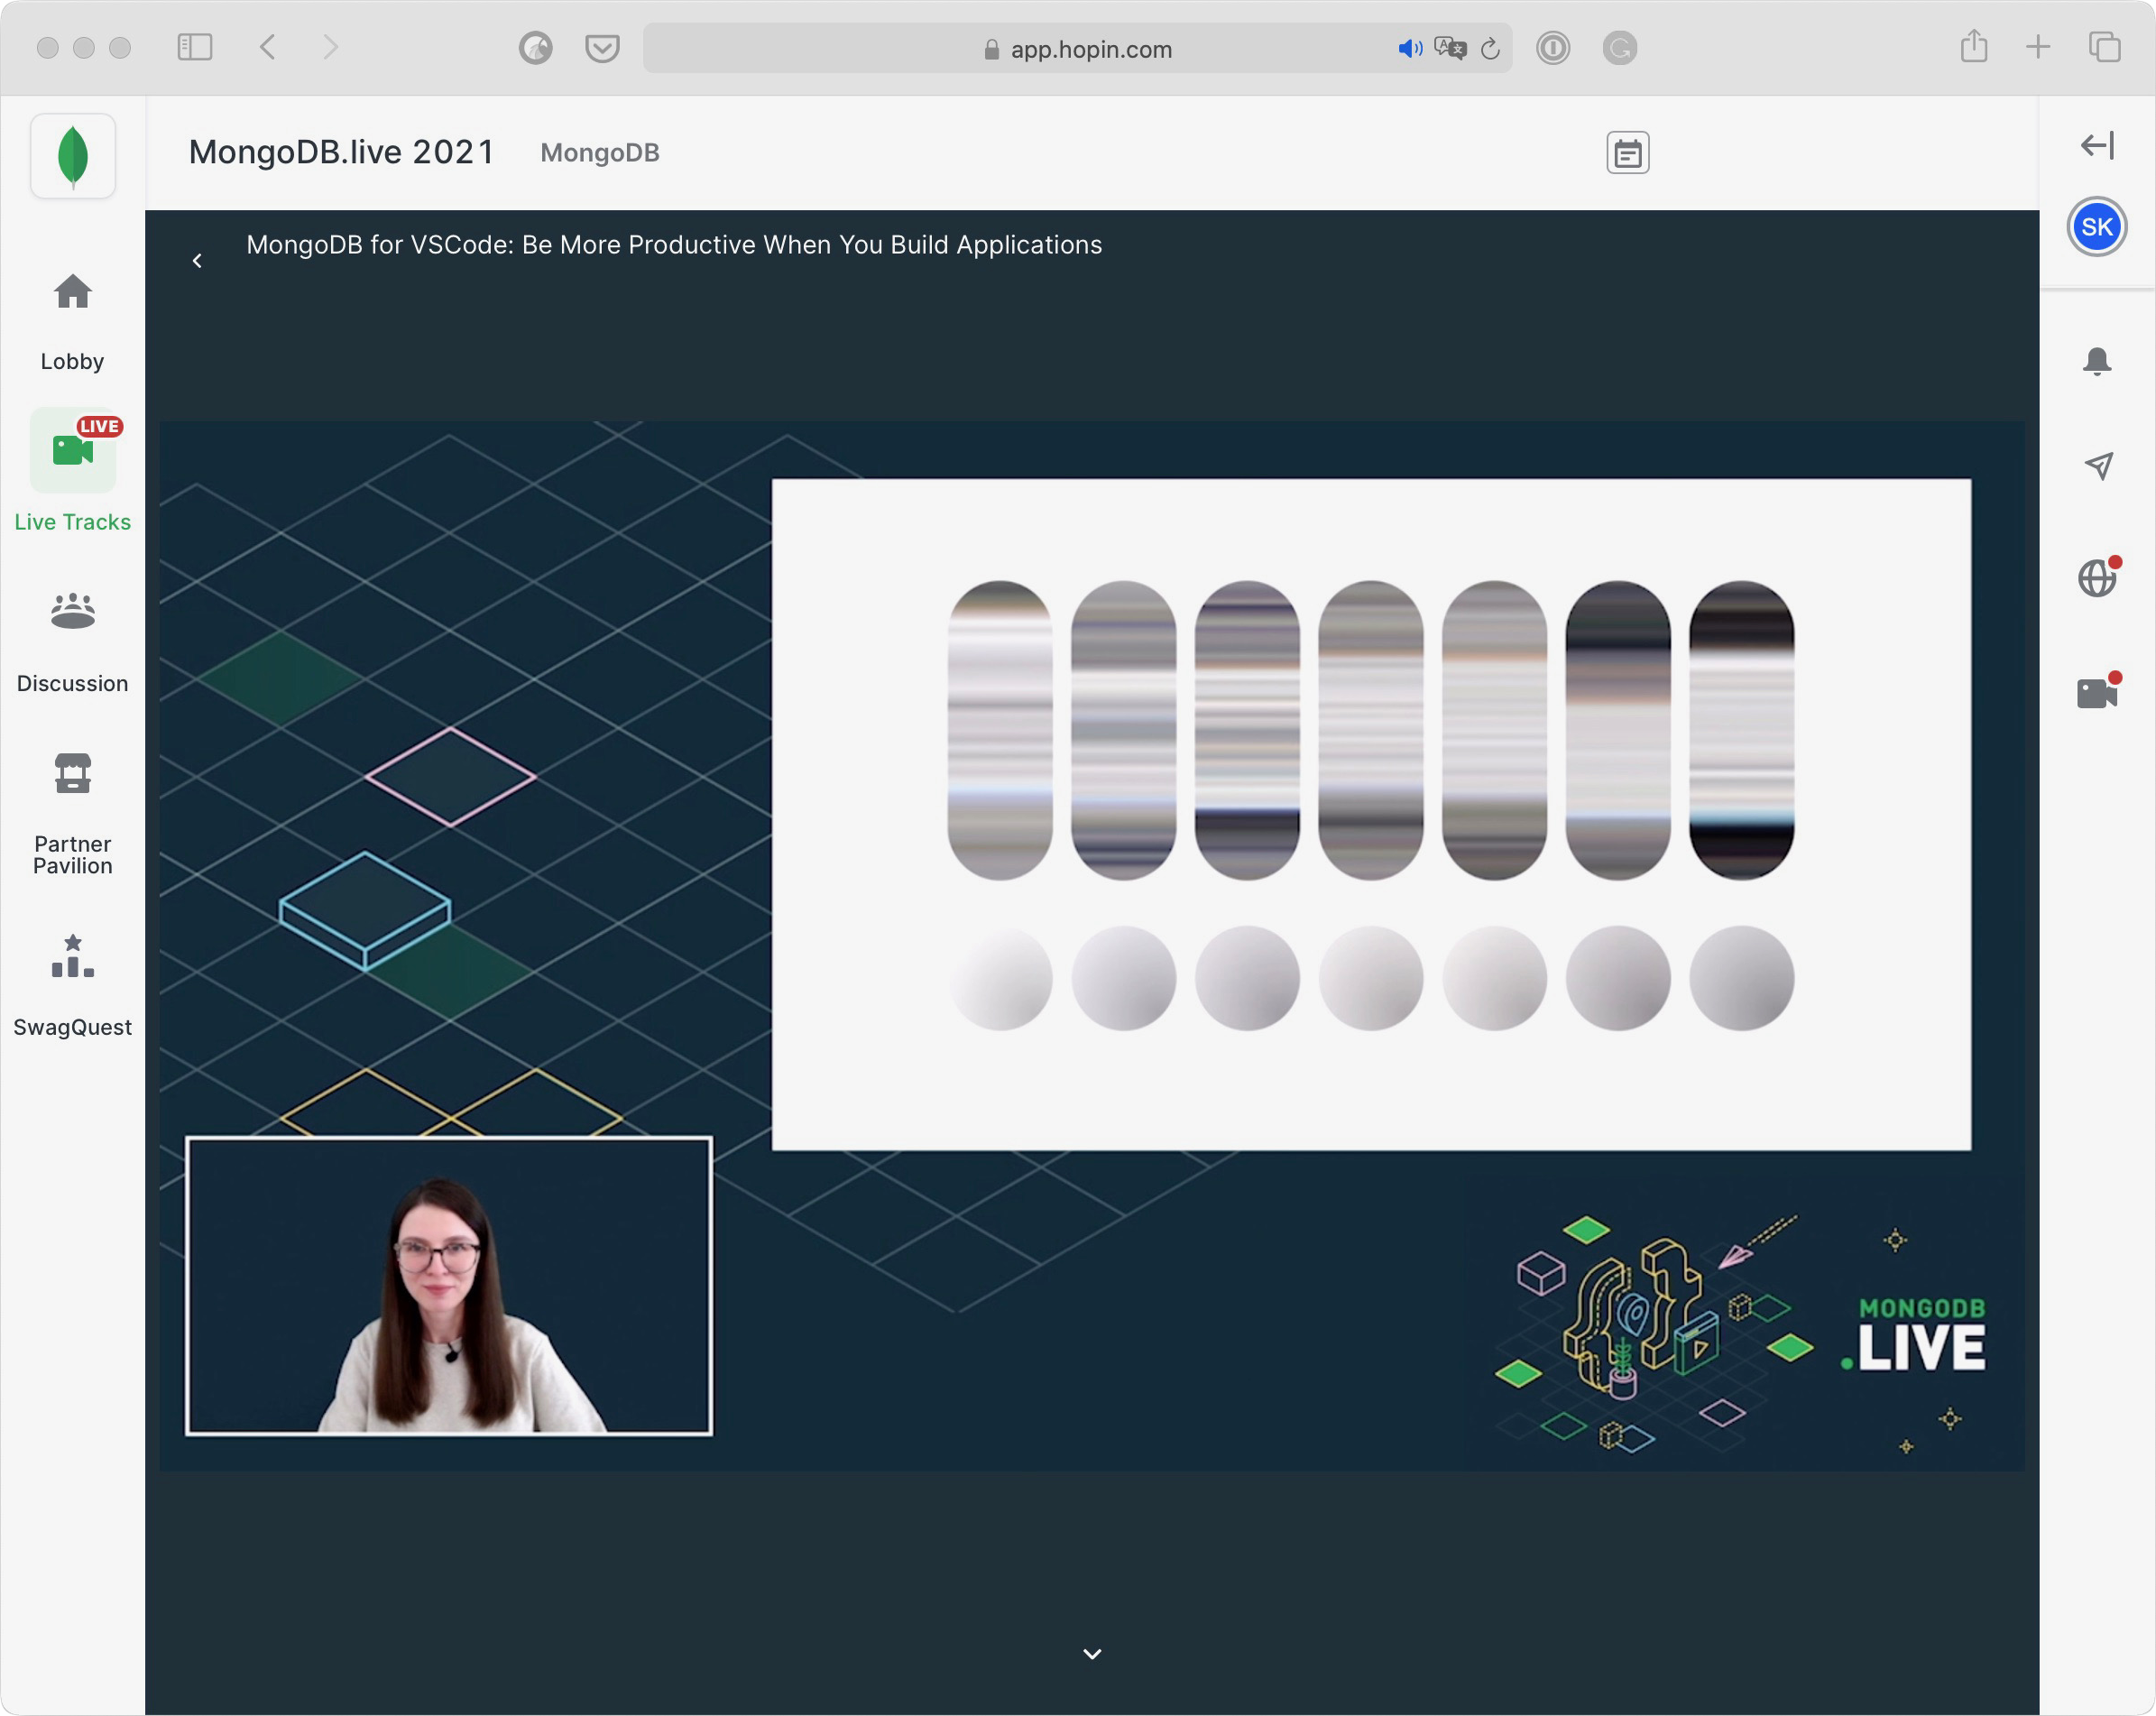 app.hopin.com
MongoDB.live 2021
MongoDB
SK
MongoDB for VSCode: Be More Productive When You Build Applications
Lobby
LIVE
Live Tracks
Discussion
Partner
Pavilion
SwagQuest
MONGODB
.LIVE